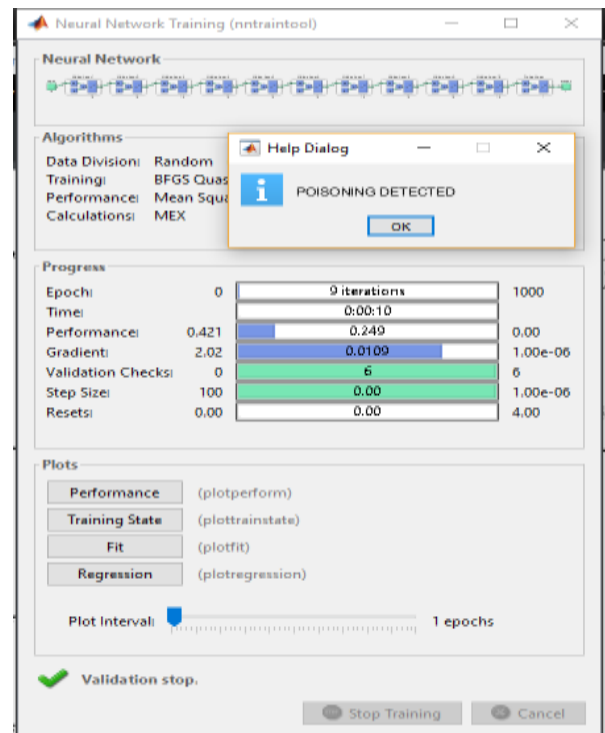 Neural Network Training (nntraintool)
Neural Network
Algorithms
Data Division: Random
Training: BFGS Quas
Performance: Mean Squa
Calculations: MEX
Help Dialog
POISONING DETECTED
OK
Progress
Epoch: 0 9 iterations 1000
Time: 0:00:10
Performance: 0.421 0.249 0.00
Gradient: 2.02 0.0109 1.00e-06
Validation Checks: 0 6 6
Step Size: 100 0.00 1.00e-06
Resets: 0.00 0.00 4.00
Plots
Performance (plotperform)
Training State (plottrainstate)
Fit (plotfit)
Regression (plotregression)
Plot Interval: 1 epochs
Validation stop.
Stop Training Cancel